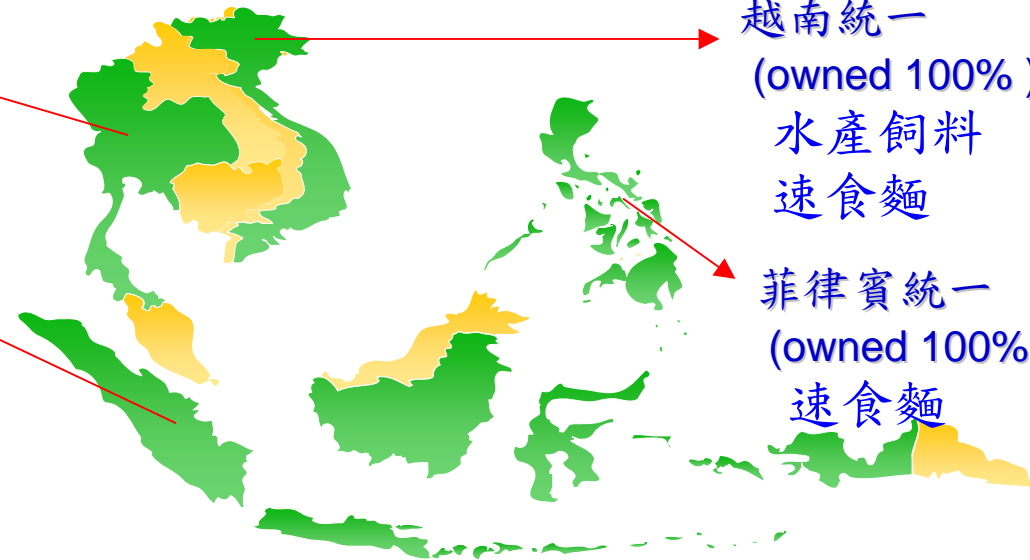 越南統一
(owned 100% )
水產飼料
速食麵
菲律賓統一
(owned 100%
速食麵